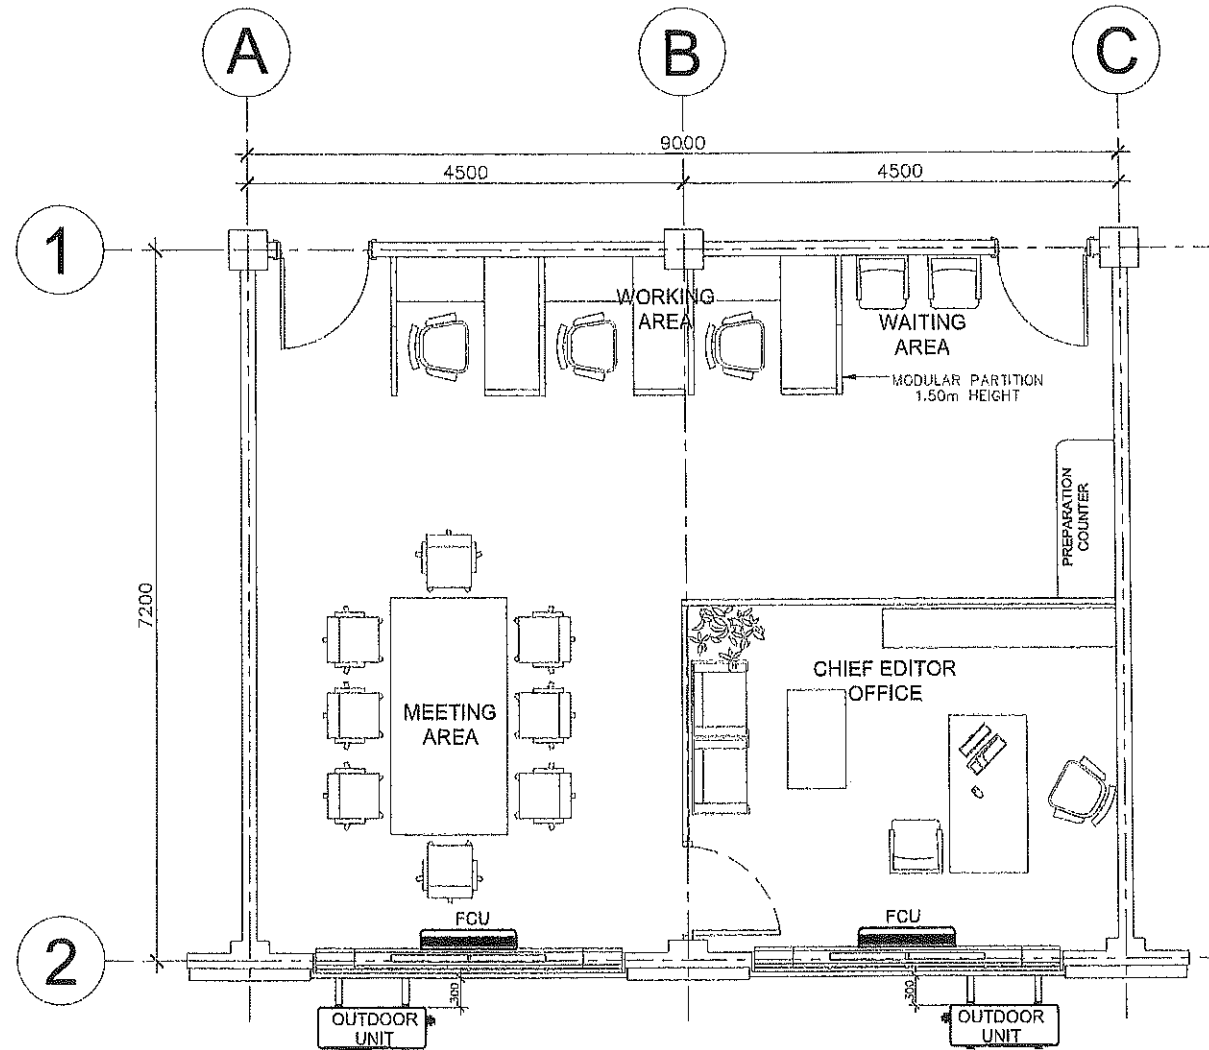 A
B
C
9000
4500
4500
1
WORKING
AREA
WAITING
AREA
MODULAR PARTITION
1.50m HEIGHT
PREPARATION
COUNTER
7200
CHIEF EDITOR
OFFICE
MEETING
AREA
FCU
FCU
2
300
300
OUTDOOR
UNIT
OUTDOOR
UNIT